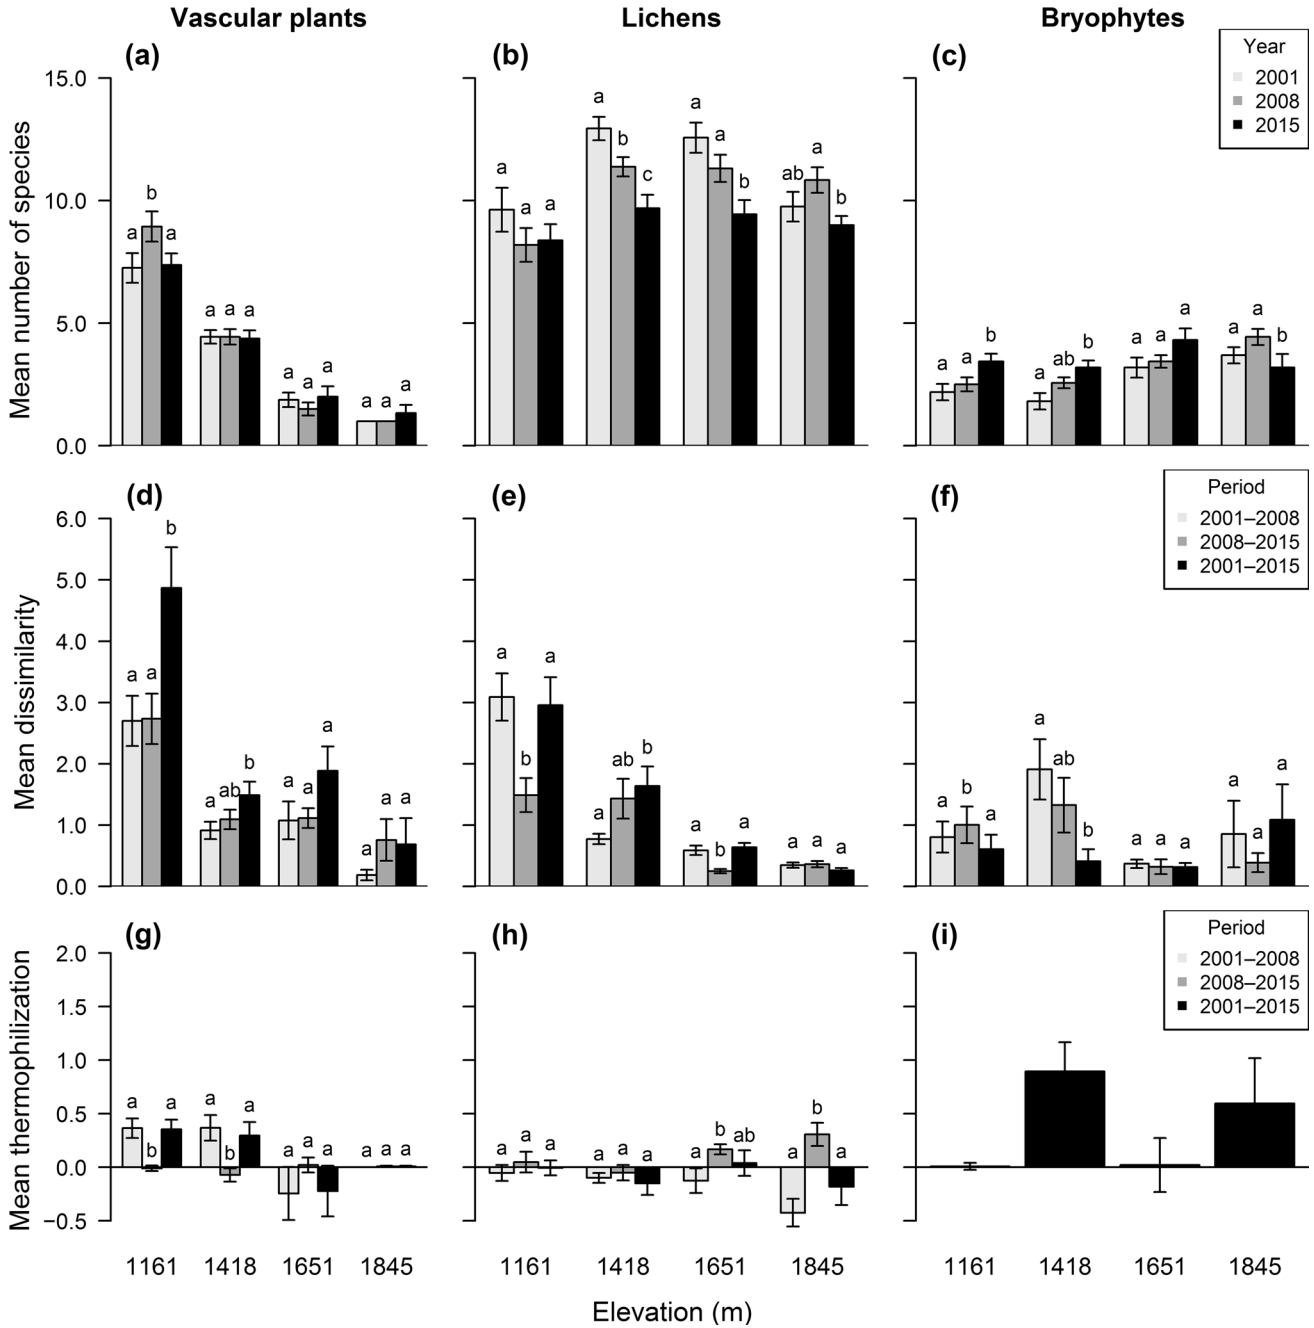 Vascular plants Lichens Bryophytes
(a) (b) (c)
Year
2001
2008
2015
Mean number of species
15.0
10.0
5.0
0.0
a b a a a a a a a a a a
a a a a b c a a b ab a b
a a b a ab b a a a a a b
(d) (e) (f)
Period
2001–2008
2008–2015
2001–2015
Mean dissimilarity
6.0
5.0
4.0
3.0
2.0
1.0
0.0
a a b a ab b a a a a a a
a b a a ab b a b a a a a
a b a a ab b a a a a a a
(g) (h) (i)
Period
2001–2008
2008–2015
2001–2015
Mean thermophilization
2.0
1.5
1.0
0.5
0.0
−0.5
a b a a b a a a a a a a
a a a a a a a b ab a b a
1161 1418 1651 1845 1161 1418 1651 1845 1161 1418 1651 1845
Elevation (m)